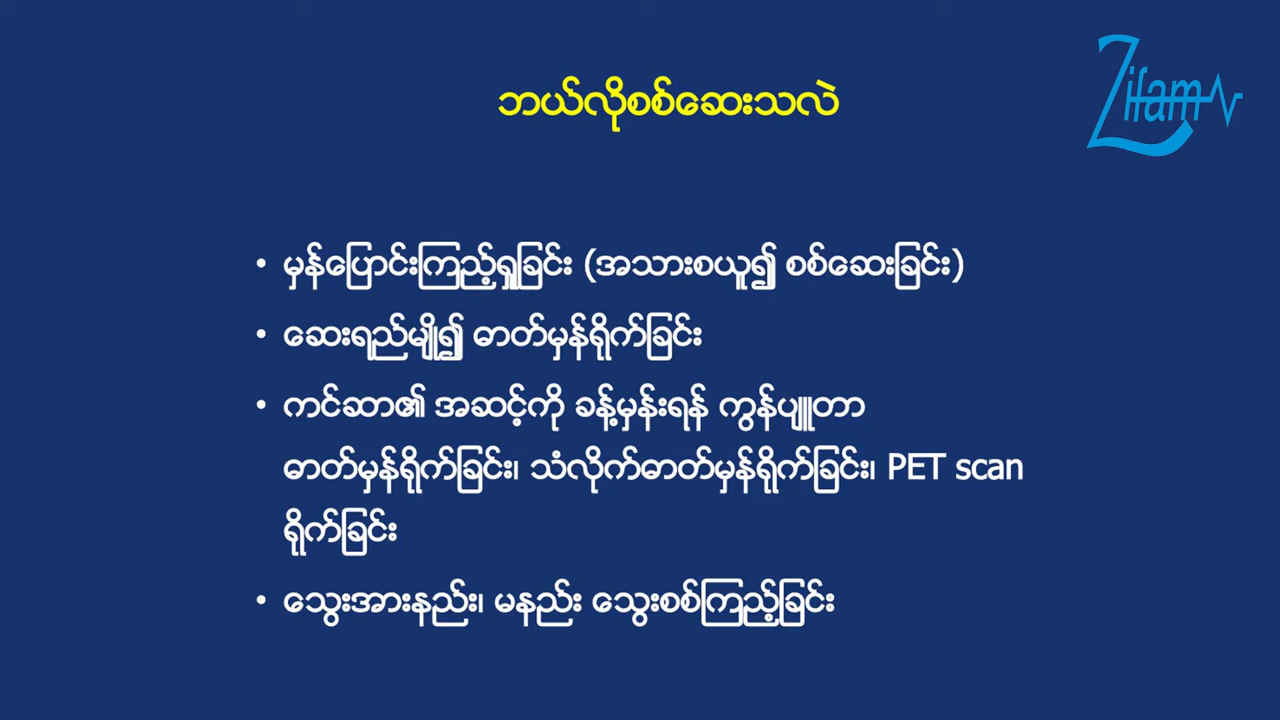 Zifam
ဘယ်လိုစစ်ဆေးသလဲ
• မှန်ပြောင်းကြည့်ရှုခြင်း (အသားစယူ၍ စစ်ဆေးခြင်း)
• ဆေးရည်မျို၍ ဓာတ်မှန်ရိုက်ခြင်း
• ကင်ဆာ၏ အဆင့်ကို ခန့်မှန်းရန် ကွန်ပျူတာ
ဓာတ်မှန်ရိုက်ခြင်း၊ သံလိုက်ဓာတ်မှန်ရိုက်ခြင်း၊ PET scan
ရိုက်ခြင်း
• သွေးအားနည်း၊ မနည်း သွေးစစ်ကြည့်ခြင်း